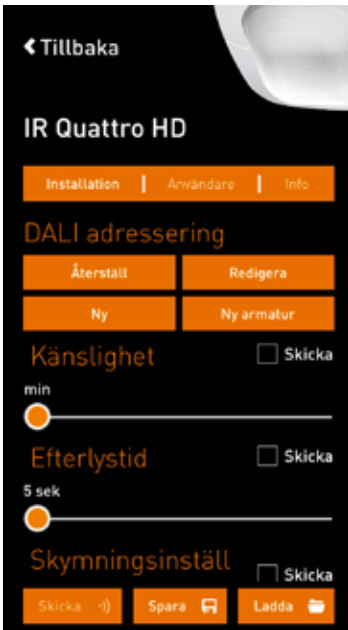 Tillbaka
IR Quattro HD
Installation | Användare | Info
DALI adressering
Återställ Redigera
Ny Ny armatur
Känslighet Skicka
min
Efterlystid Skicka
5 sek
Skymningsinställ Skicka
Skicka Spara Ladda